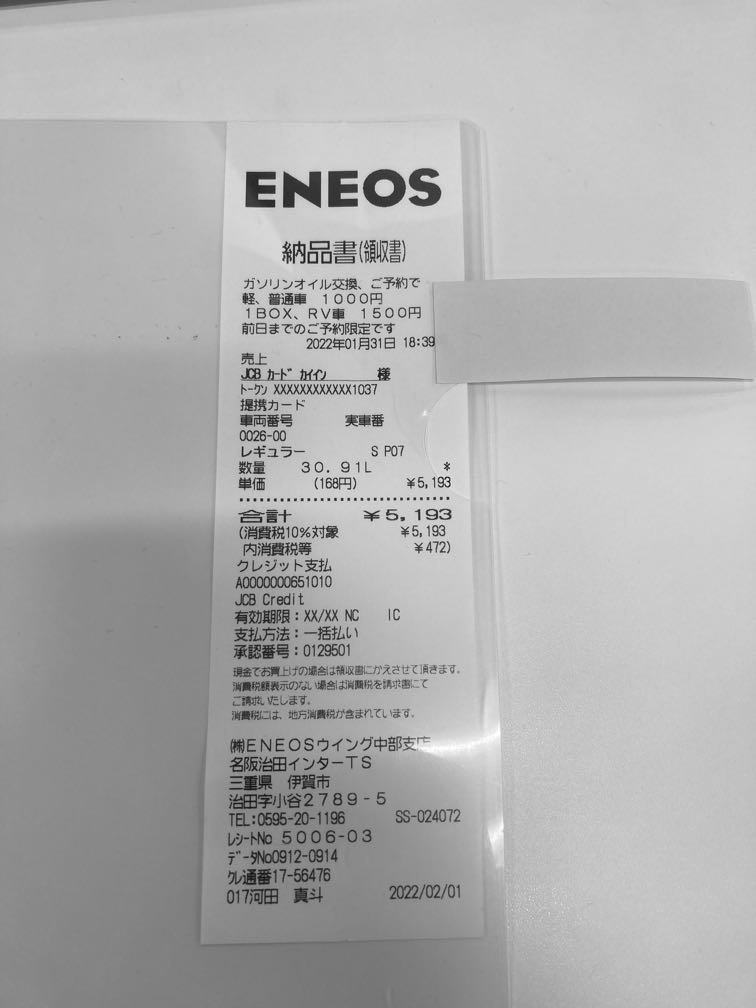 ENEOS
納品書(領収書)
ガソリンオイル交換、ご予約で
軽、普通車 1000円
1BOX、RV車 1500円
前日までのご予約限定です
2022年01月31日 18:39
売上
JCB カード カイイン 様
トークン XXXXXXXXXXXX1037
提携カード
車両番号 実車番
0026-00
レギュラー S P07
数量 30.91L *
単価 (168円) ¥5,193
合計 ¥5,193
(消費税10%対象 ¥5,193
内消費税等 ¥472)
クレジット支払
A0000000651010
JCB Credit
有効期限:XX/XX NC IC
支払方法:一括払い
承認番号:0129501
現金でお買上げの場合は領収書にかえさせて頂きます。
消費税額表示のない場合は消費税を請求書にて
ご請求いたします。
消費税には、地方消費税が含まれています。
(株)ENEOSウイング中部支店
名阪治田インターTS
三重県 伊賀市
治田字小谷2789-5
TEL:0595-20-1196 SS-024072
レシートNo 5006-03
データNo0912-0914
クレ通番17-56476
017河田 真斗 2022/02/01